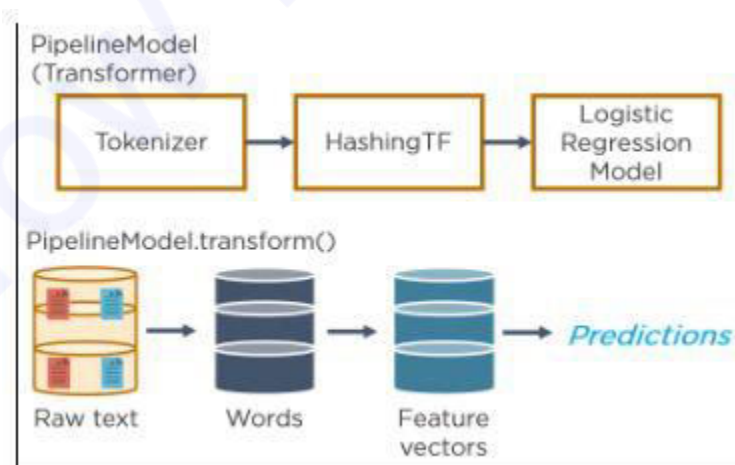 PipelineModel
(Transformer)
Tokenizer
HashingTF
Logistic
Regression
Model
PipelineModel.transform()
Predictions
Raw text
Words
Feature
vectors